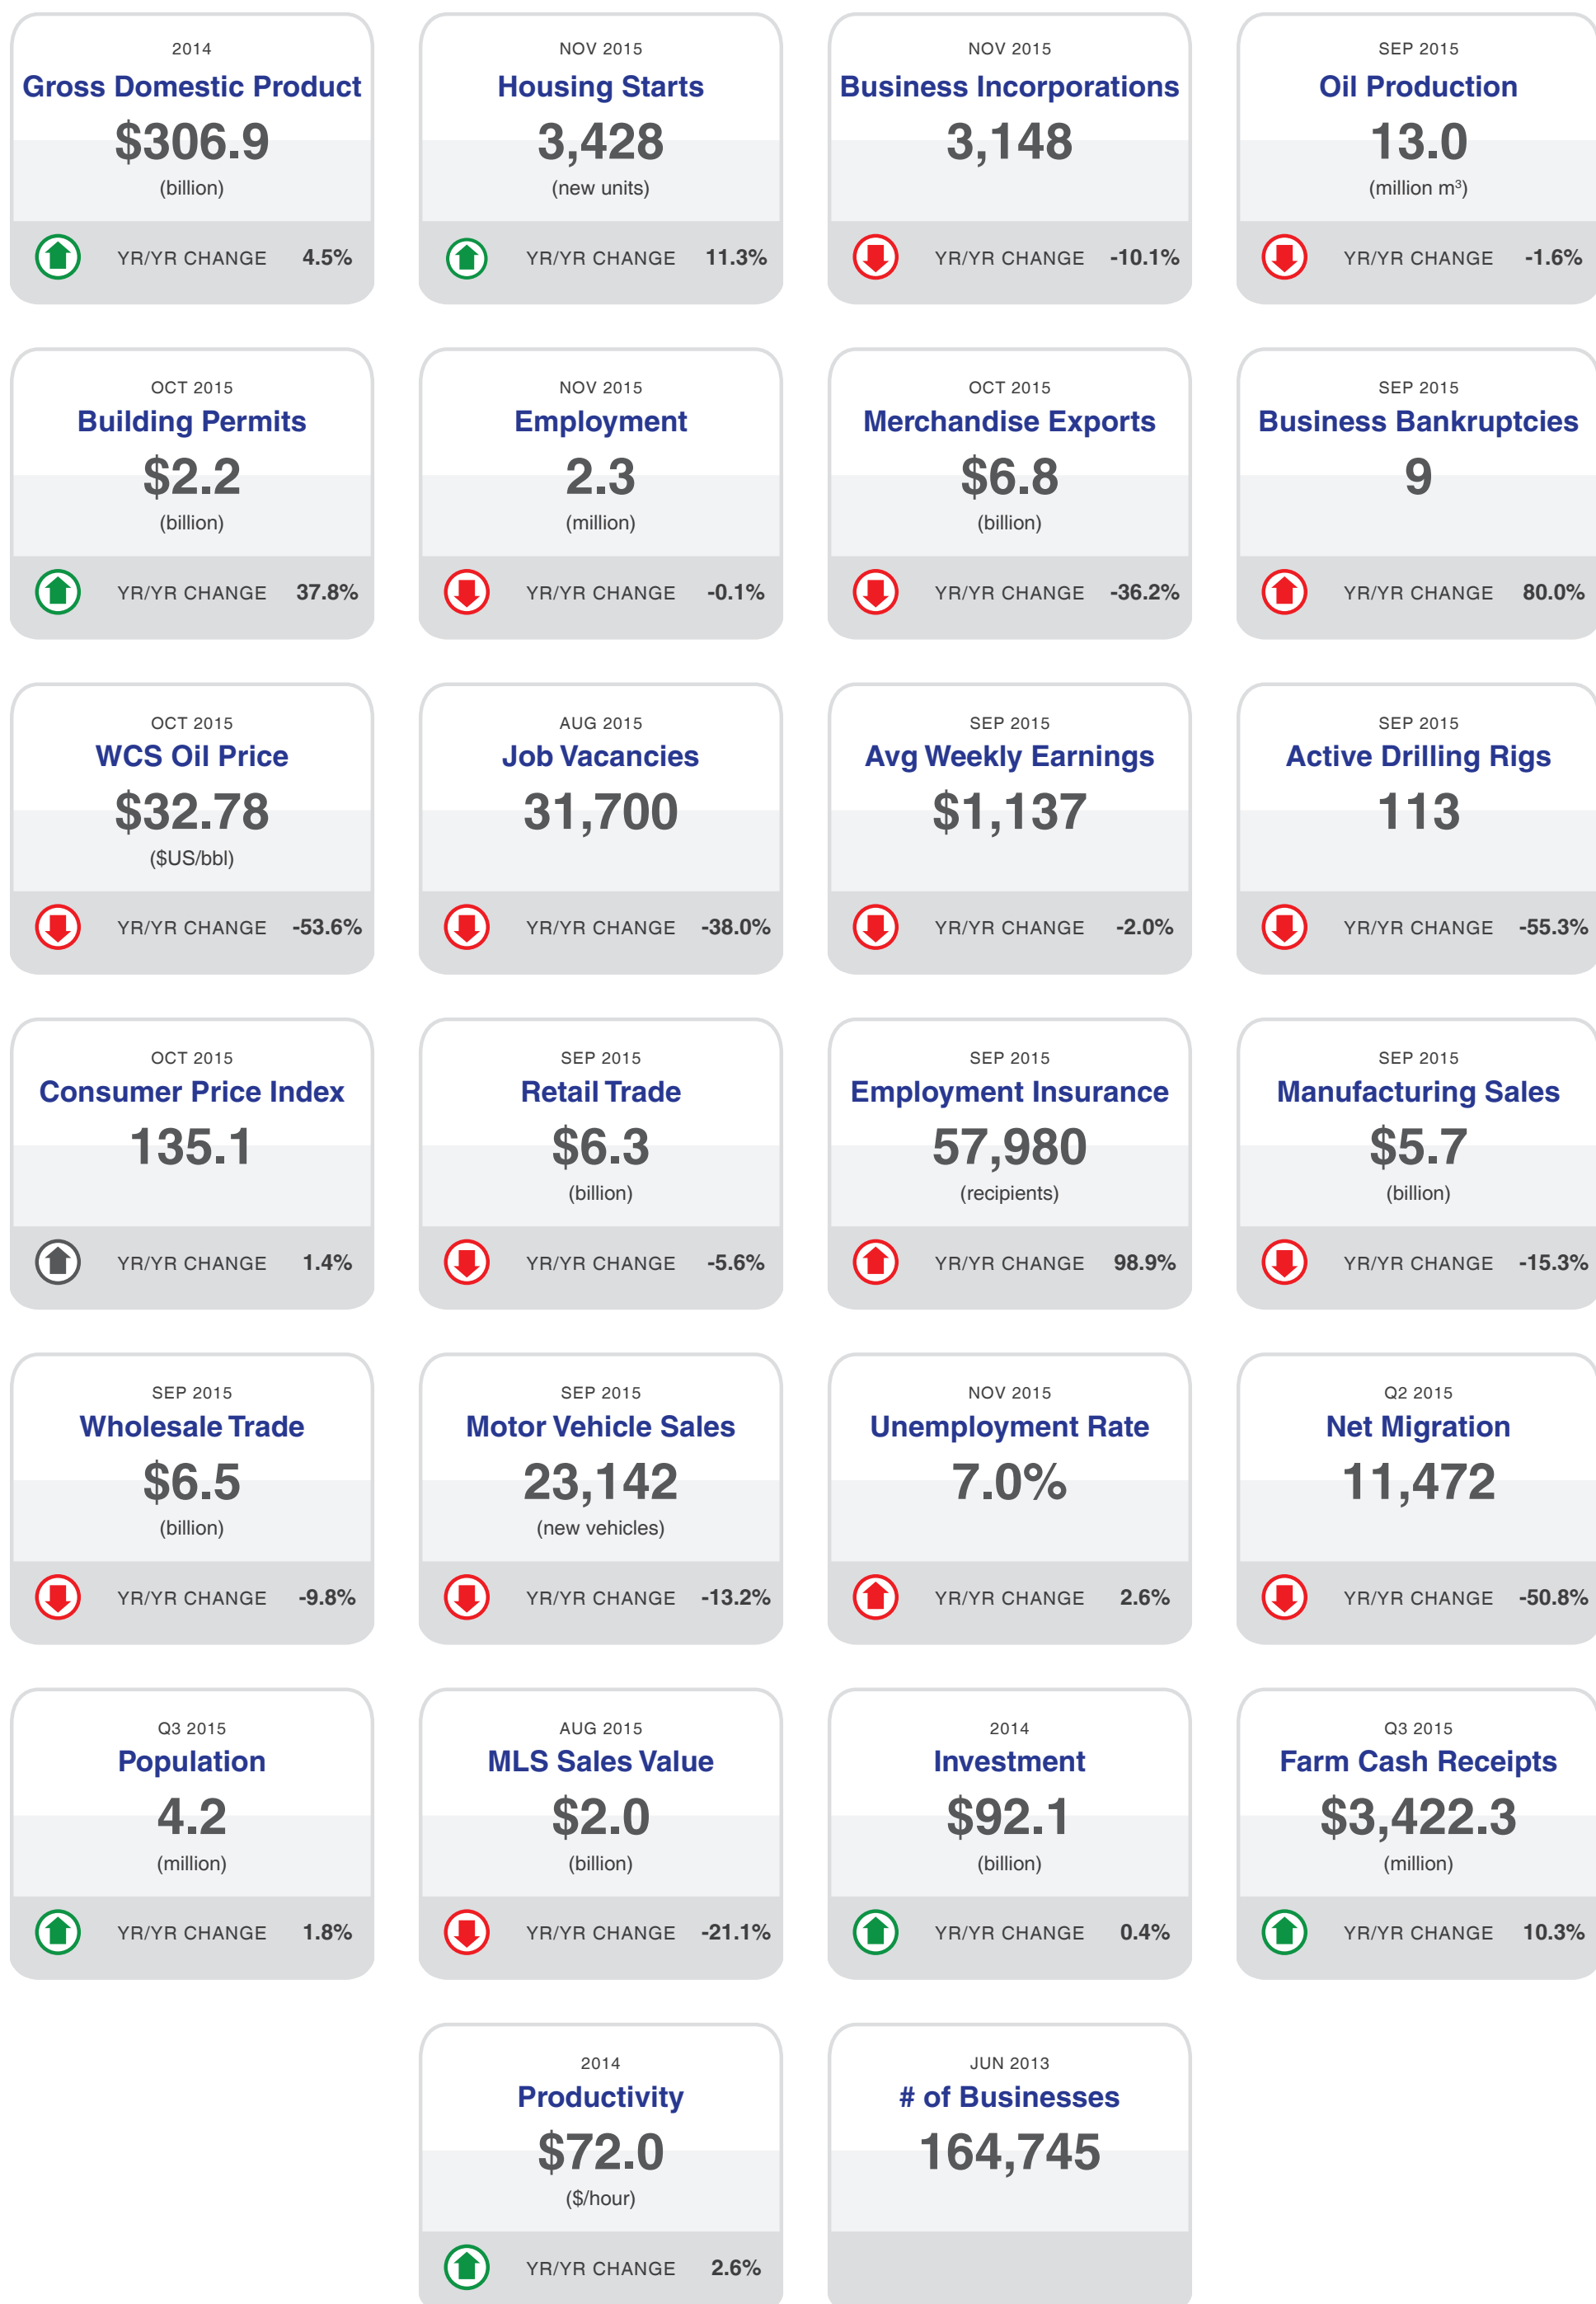 2014
Gross Domestic Product
$306.9
(billion)
YR/YR CHANGE 4.5%
NOV 2015
Housing Starts
3,428
(new units)
YR/YR CHANGE 11.3%
NOV 2015
Business Incorporations
3,148
YR/YR CHANGE -10.1%
SEP 2015
Oil Production
13.0
(million m³)
YR/YR CHANGE -1.6%
OCT 2015
Building Permits
$2.2
(billion)
YR/YR CHANGE 37.8%
NOV 2015
Employment
2.3
(million)
YR/YR CHANGE -0.1%
OCT 2015
Merchandise Exports
$6.8
(billion)
YR/YR CHANGE -36.2%
SEP 2015
Business Bankruptcies
9
YR/YR CHANGE 80.0%
OCT 2015
WCS Oil Price
$32.78
($US/bbl)
YR/YR CHANGE -53.6%
AUG 2015
Job Vacancies
31,700
YR/YR CHANGE -38.0%
SEP 2015
Avg Weekly Earnings
$1,137
YR/YR CHANGE -2.0%
SEP 2015
Active Drilling Rigs
113
YR/YR CHANGE -55.3%
OCT 2015
Consumer Price Index
135.1
YR/YR CHANGE 1.4%
SEP 2015
Retail Trade
$6.3
(billion)
YR/YR CHANGE -5.6%
SEP 2015
Employment Insurance
57,980
(recipients)
YR/YR CHANGE 98.9%
SEP 2015
Manufacturing Sales
$5.7
(billion)
YR/YR CHANGE -15.3%
SEP 2015
Wholesale Trade
$6.5
(billion)
YR/YR CHANGE -9.8%
SEP 2015
Motor Vehicle Sales
23,142
(new vehicles)
YR/YR CHANGE -13.2%
NOV 2015
Unemployment Rate
7.0%
YR/YR CHANGE 2.6%
Q2 2015
Net Migration
11,472
YR/YR CHANGE -50.8%
Q3 2015
Population
4.2
(million)
YR/YR CHANGE 1.8%
AUG 2015
MLS Sales Value
$2.0
(billion)
YR/YR CHANGE -21.1%
2014
Investment
$92.1
(billion)
YR/YR CHANGE 0.4%
Q3 2015
Farm Cash Receipts
$3,422.3
(million)
YR/YR CHANGE 10.3%
2014
Productivity
$72.0
($/hour)
YR/YR CHANGE 2.6%
JUN 2013
# of Businesses
164,745